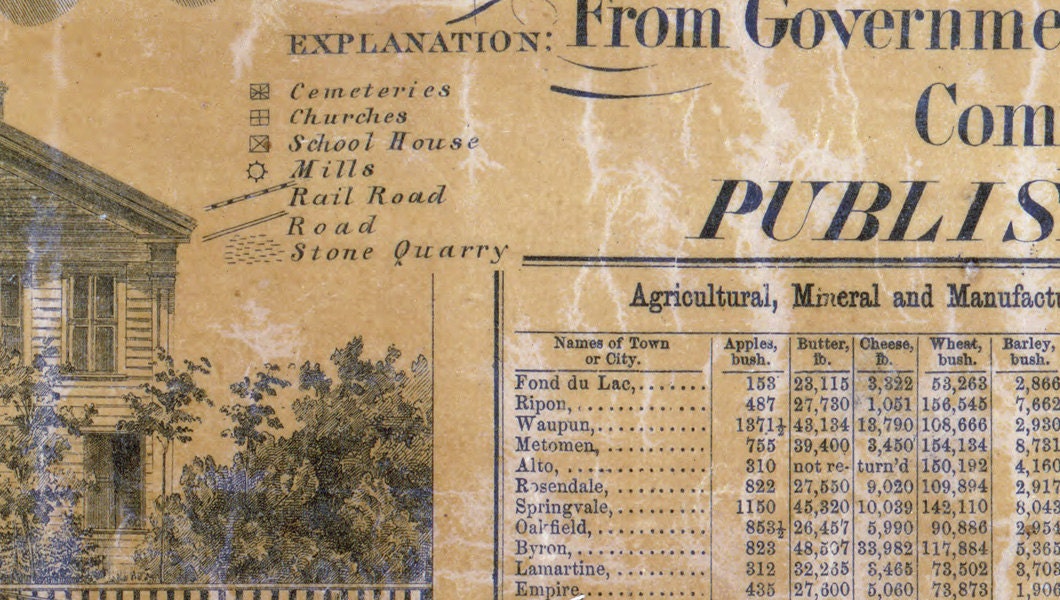 EXPLANATION:
Cemeteries
Churches
School House
Mills
Rail Road
Road
Stone Quarry
From Governme
Com
PUBLIS
Agricultural, Mineral and Manufactu
Names of Town or City. Apples, bush. Butter, lb. Cheese, lb. Wheat, bush. Barley, bush.
Fond du Lac,....... 153 23,115 3,322 53,263 2,866
Ripon, ............ 487 27,730 1,051 156,545 7,662
Waupun,.......... 1371½ 43,134 13,790 108,666 2,930
Metomen, ......... 755 39,400 3,450 154,134 8,731
Alto, ............. 310 not re- turn'd 150,192 4,160
Rosendale, ........ 822 27,550 9,020 109,894 2,917
Springvale,........ 1150 45,320 10,039 142,110 8,043
Oakfield, .......... 853½ 26,457 5,990 90,886 2,954
Byron, ............ 823 48,507 33,982 117,884 5,365
Lamartine, ........ 312 32,265 3,465 73,502 3,703
Empire, ........... 435 27,600 5,060 73,873 1,908